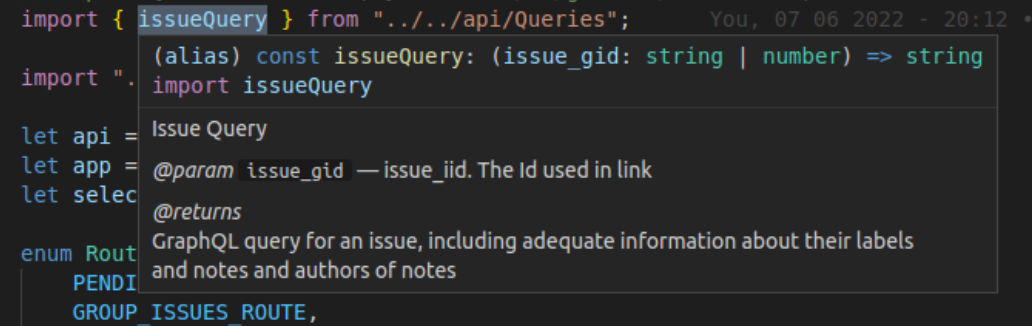 import { issueQuery } from "../../api/Queries"; You, 07 06 2022 - 20:12 •
(alias) const issueQuery: (issue_gid: string | number) => string
import ".
import issueQuery
let api =
Issue Query
let app =
@param issue_gid — issue_iid. The Id used in link
let selec
@returns
enum Rout
GraphQL query for an issue, including adequate information about their labels
and notes and authors of notes
PENDI
GROUP_ISSUES_ROUTE,